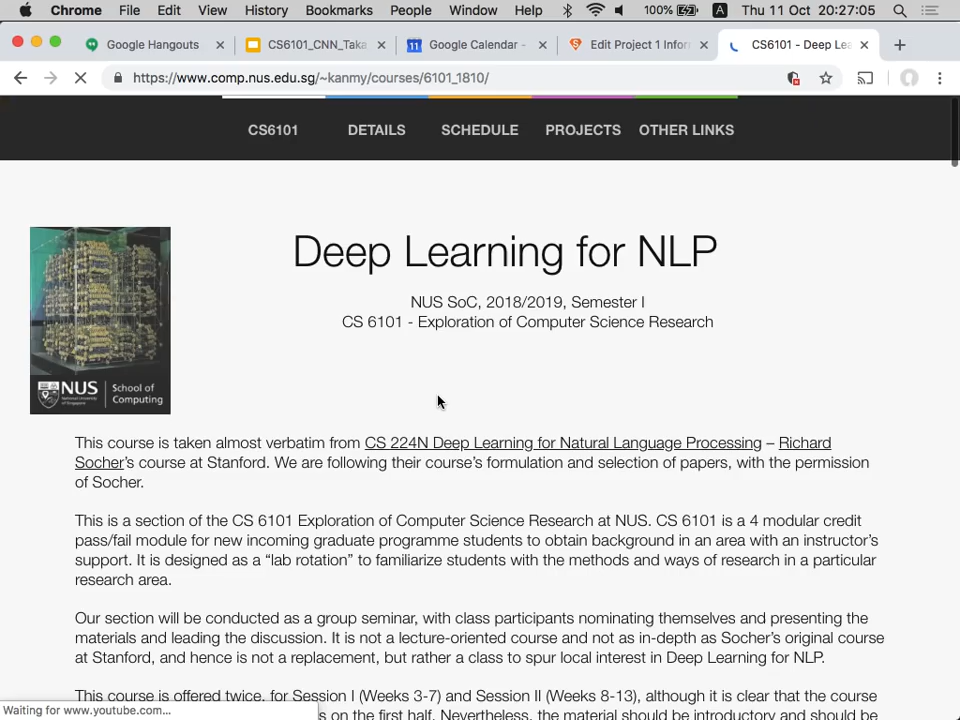 Chrome File Edit View History Bookmarks People Window Help 100% A Thu 11 Oct 20:27:05
Google Hangouts CS6101_CNN_Taka 11 Google Calendar - Edit Project 1 Infor CS6101 - Deep Lea
https://www.comp.nus.edu.sg/~kanmy/courses/6101_1810/
CS6101 DETAILS SCHEDULE PROJECTS OTHER LINKS
Deep Learning for NLP
NUS SoC, 2018/2019, Semester I
CS 6101 - Exploration of Computer Science Research
NUS School of
National University of Singapore Computing
This course is taken almost verbatim from CS 224N Deep Learning for Natural Language Processing – Richard
Socher's course at Stanford. We are following their course's formulation and selection of papers, with the permission
of Socher.
This is a section of the CS 6101 Exploration of Computer Science Research at NUS. CS 6101 is a 4 modular credit
pass/fail module for new incoming graduate programme students to obtain background in an area with an instructor's
support. It is designed as a “lab rotation” to familiarize students with the methods and ways of research in a particular
research area.
Our section will be conducted as a group seminar, with class participants nominating themselves and presenting the
materials and leading the discussion. It is not a lecture-oriented course and not as in-depth as Socher's original course
at Stanford, and hence is not a replacement, but rather a class to spur local interest in Deep Learning for NLP.
This course is offered twice, for Session I (Weeks 3-7) and Session II (Weeks 8-13), although it is clear that the course
Waiting for www.youtube.com... s on the first half. Nevertheless, the material should be introductory and should be